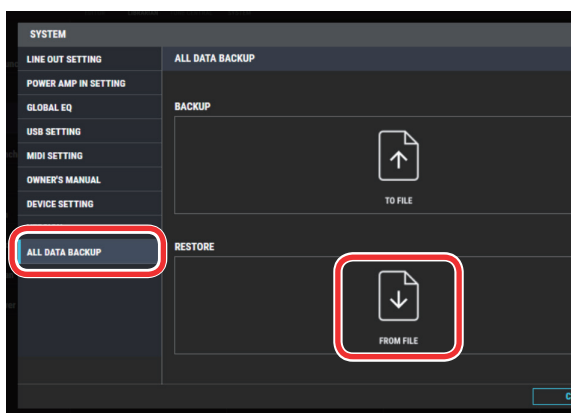 SYSTEM
LINE OUT SETTING
POWER AMP IN SETTING
GLOBAL EQ
USB SETTING
MIDI SETTING
OWNER'S MANUAL
DEVICE SETTING
ALL DATA BACKUP
ALL DATA BACKUP
BACKUP
TO FILE
RESTORE
FROM FILE